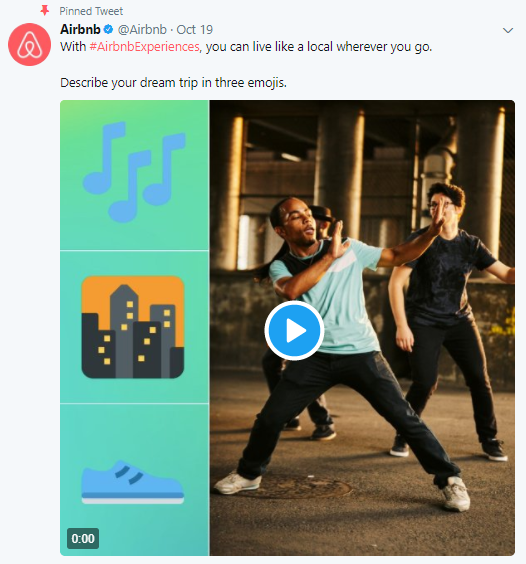 Pinned Tweet
Airbnb @Airbnb · Oct 19
With #AirbnbExperiences, you can live like a local wherever you go.
Describe your dream trip in three emojis.
0:00